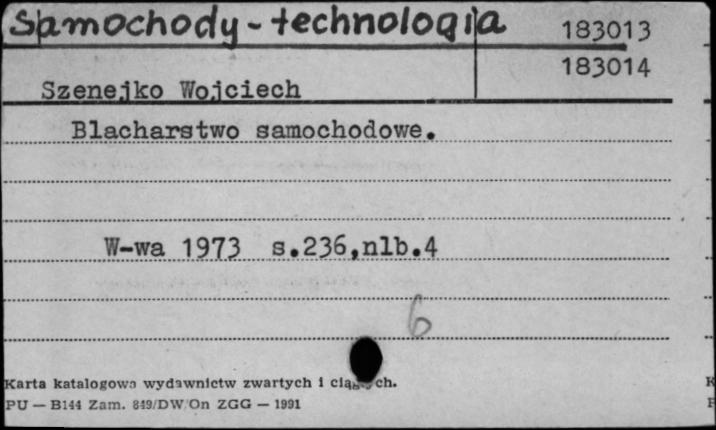 Samochody - technologia
183013
183014
Szenejko Wojciech
Blacharstwo samochodowe.
W-wa 1973 s.236,nlb.4
6
Karta katalogowa wydawnictw zwartych i ch.
PU — B144 Zam. 849/DW/On ZGG — 1991